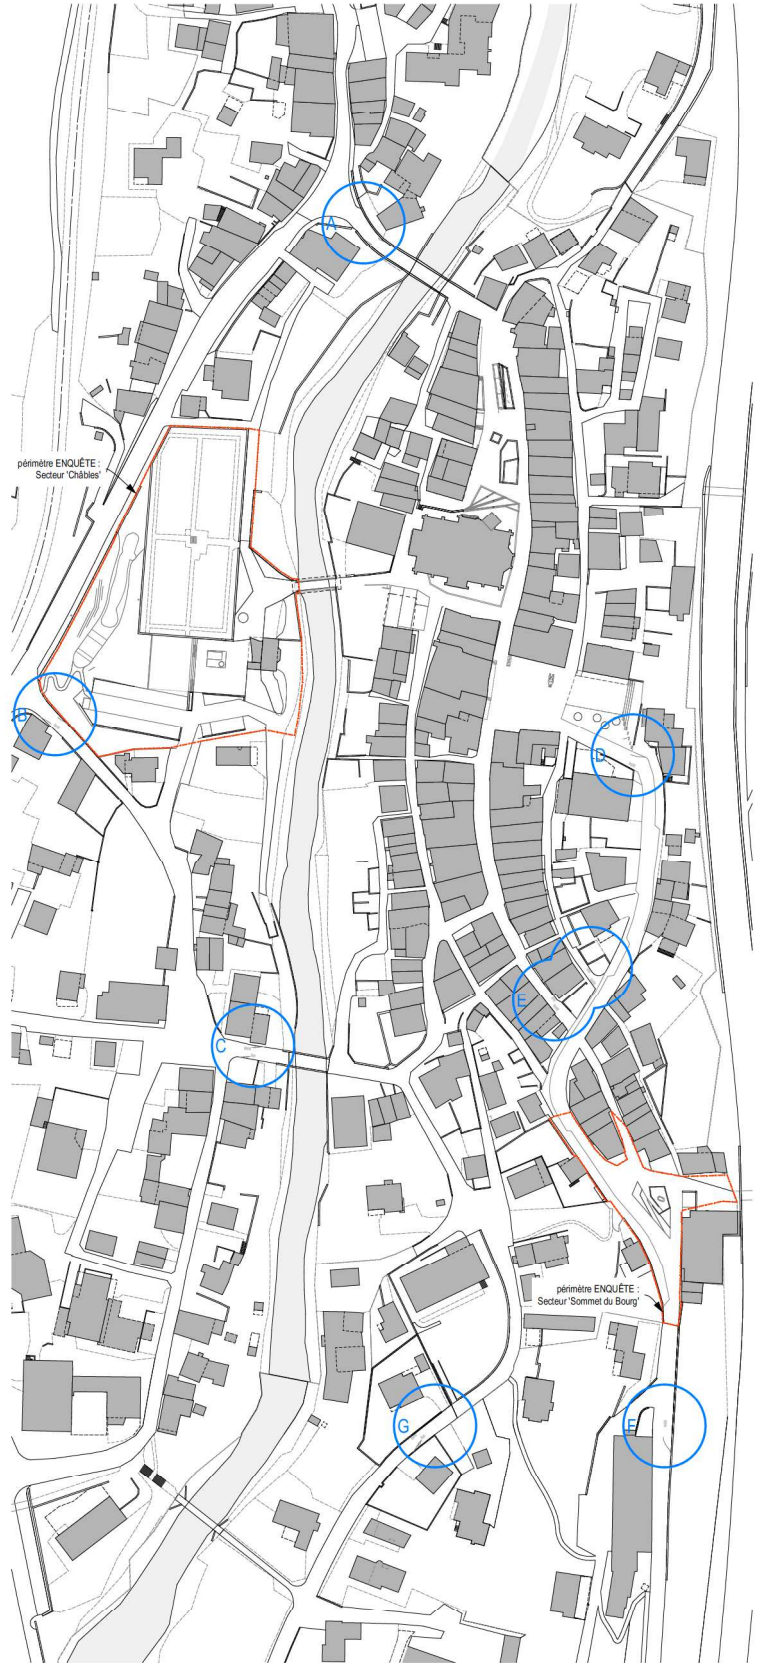 A
périmètre ENQUÊTE :
Secteur 'Châbles'
B
D
E
C
périmètre ENQUÊTE :
Secteur 'Sommet du Bourg'
G
F